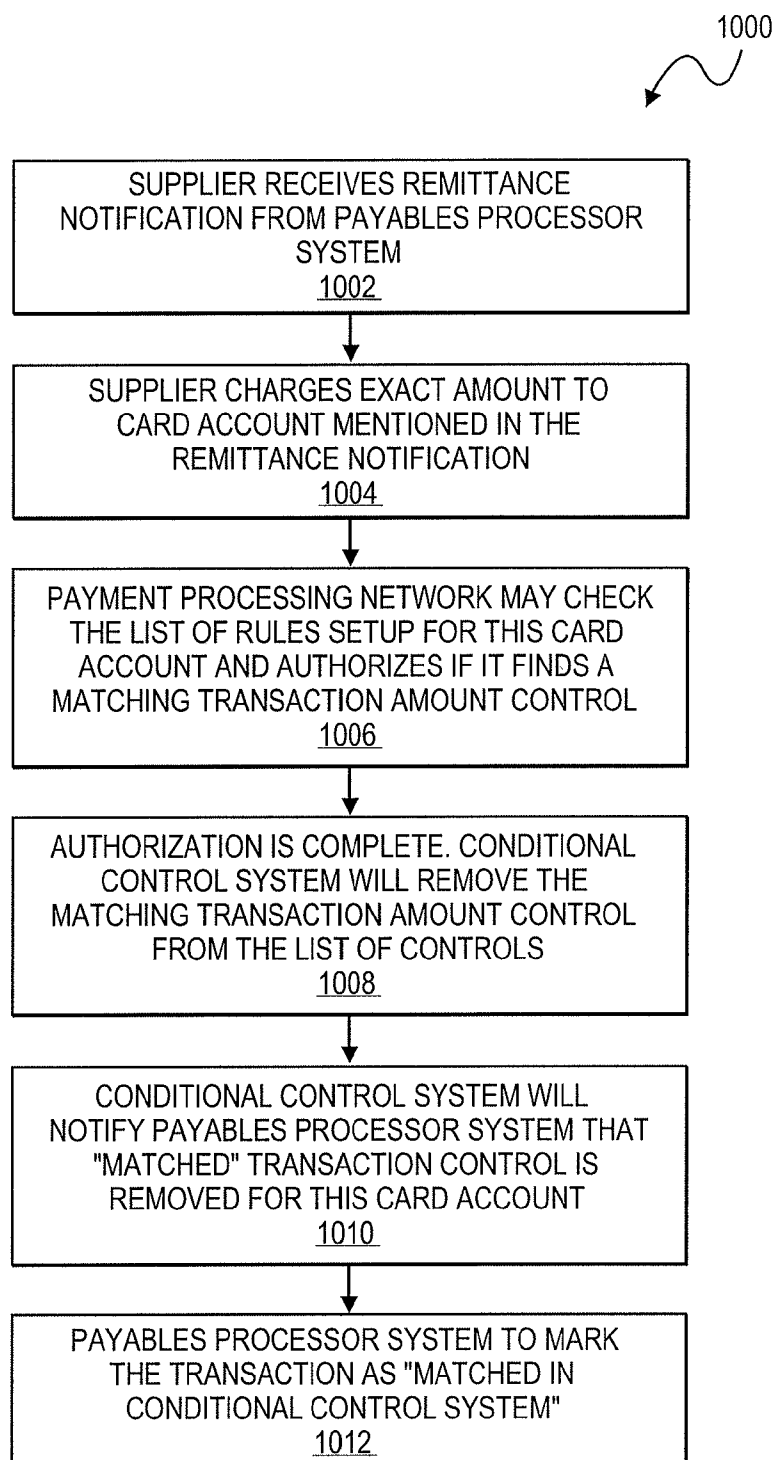 1000
SUPPLIER RECEIVES REMITTANCE
NOTIFICATION FROM PAYABLES PROCESSOR
SYSTEM
1002
SUPPLIER CHARGES EXACT AMOUNT TO
CARD ACCOUNT MENTIONED IN THE
REMITTANCE NOTIFICATION
1004
PAYMENT PROCESSING NETWORK MAY CHECK
THE LIST OF RULES SETUP FOR THIS CARD
ACCOUNT AND AUTHORIZES IF IT FINDS A
MATCHING TRANSACTION AMOUNT CONTROL
1006
AUTHORIZATION IS COMPLETE. CONDITIONAL
CONTROL SYSTEM WILL REMOVE THE
MATCHING TRANSACTION AMOUNT CONTROL
FROM THE LIST OF CONTROLS
1008
CONDITIONAL CONTROL SYSTEM WILL
NOTIFY PAYABLES PROCESSOR SYSTEM THAT
"MATCHED" TRANSACTION CONTROL IS
REMOVED FOR THIS CARD ACCOUNT
1010
PAYABLES PROCESSOR SYSTEM TO MARK
THE TRANSACTION AS "MATCHED IN
CONDITIONAL CONTROL SYSTEM"
1012